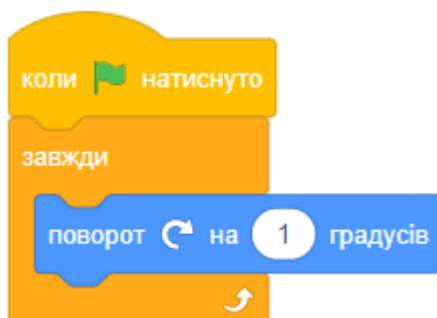 коли натиснуто
завжди
поворот на 1 градусів